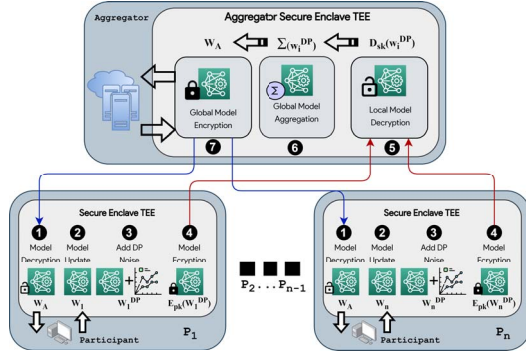 Aggregator
Aggregator Secure Enclave TEE
W_A
∑(w_i^DP)
D_sk(w_i^DP)
Global Model
Encryption
Σ
Global Model
Aggregation
Local Model
Decryption
7
6
5
Secure Enclave TEE
1
2
3
4
Model
Decryption
Model
Update
Add DP
Noise
Model
Ecryption
W_A
W_1
W_1^DP
E_pk(W_1^DP)
Participant
P_1
P_2...P_n-1
Secure Enclave TEE
1
2
3
4
Model
Decryption
Model
Update
Add DP
Noise
Model
Ecryption
W_A
W_n
W_n^DP
E_pk(W_n^DP)
Participant
P_n